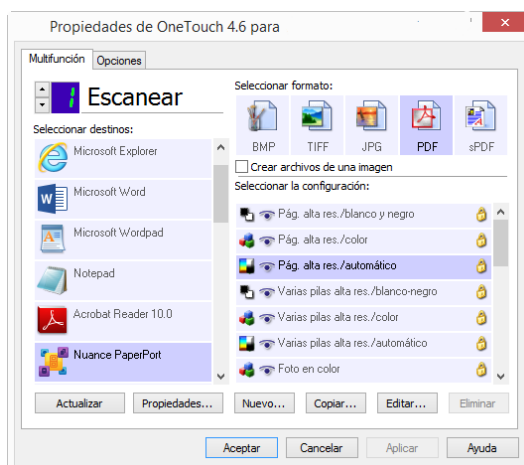 Propiedades de OneTouch 4.6 para
Multifunción Opciones
1 Escanear
Seleccionar destinos:
Microsoft Explorer
Microsoft Word
Microsoft Wordpad
Notepad
Acrobat Reader 10.0
Nuance PaperPort
Seleccionar formato:
BMP TIFF JPG PDF sPDF
Crear archivos de una imagen
Seleccionar la configuración:
Pág. alta res./blanco y negro
Pág. alta res./color
Pág. alta res./automático
Varias pilas alta res./blanco-negro
Varias pilas alta res./color
Varias pilas alta res./automático
Foto en color
Actualizar Propiedades... Nuevo... Copiar... Editar... Eliminar
Aceptar Cancelar Aplicar Ayuda